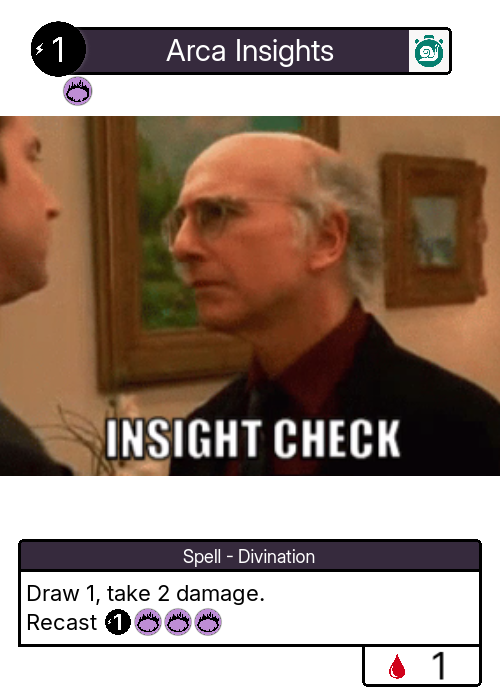 1
Arca Insights
INSIGHT CHECK
Spell - Divination
Draw 1, take 2 damage.
Recast 1
1